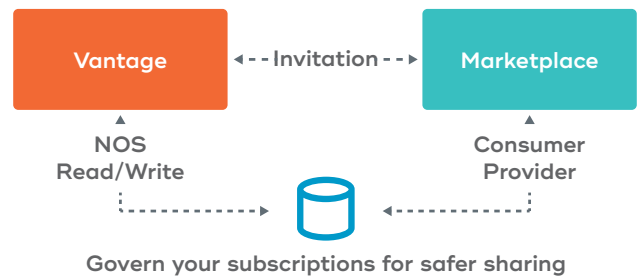 Vantage
Invitation
Marketplace
NOS
Read/Write
Consumer
Provider
Govern your subscriptions for safer sharing